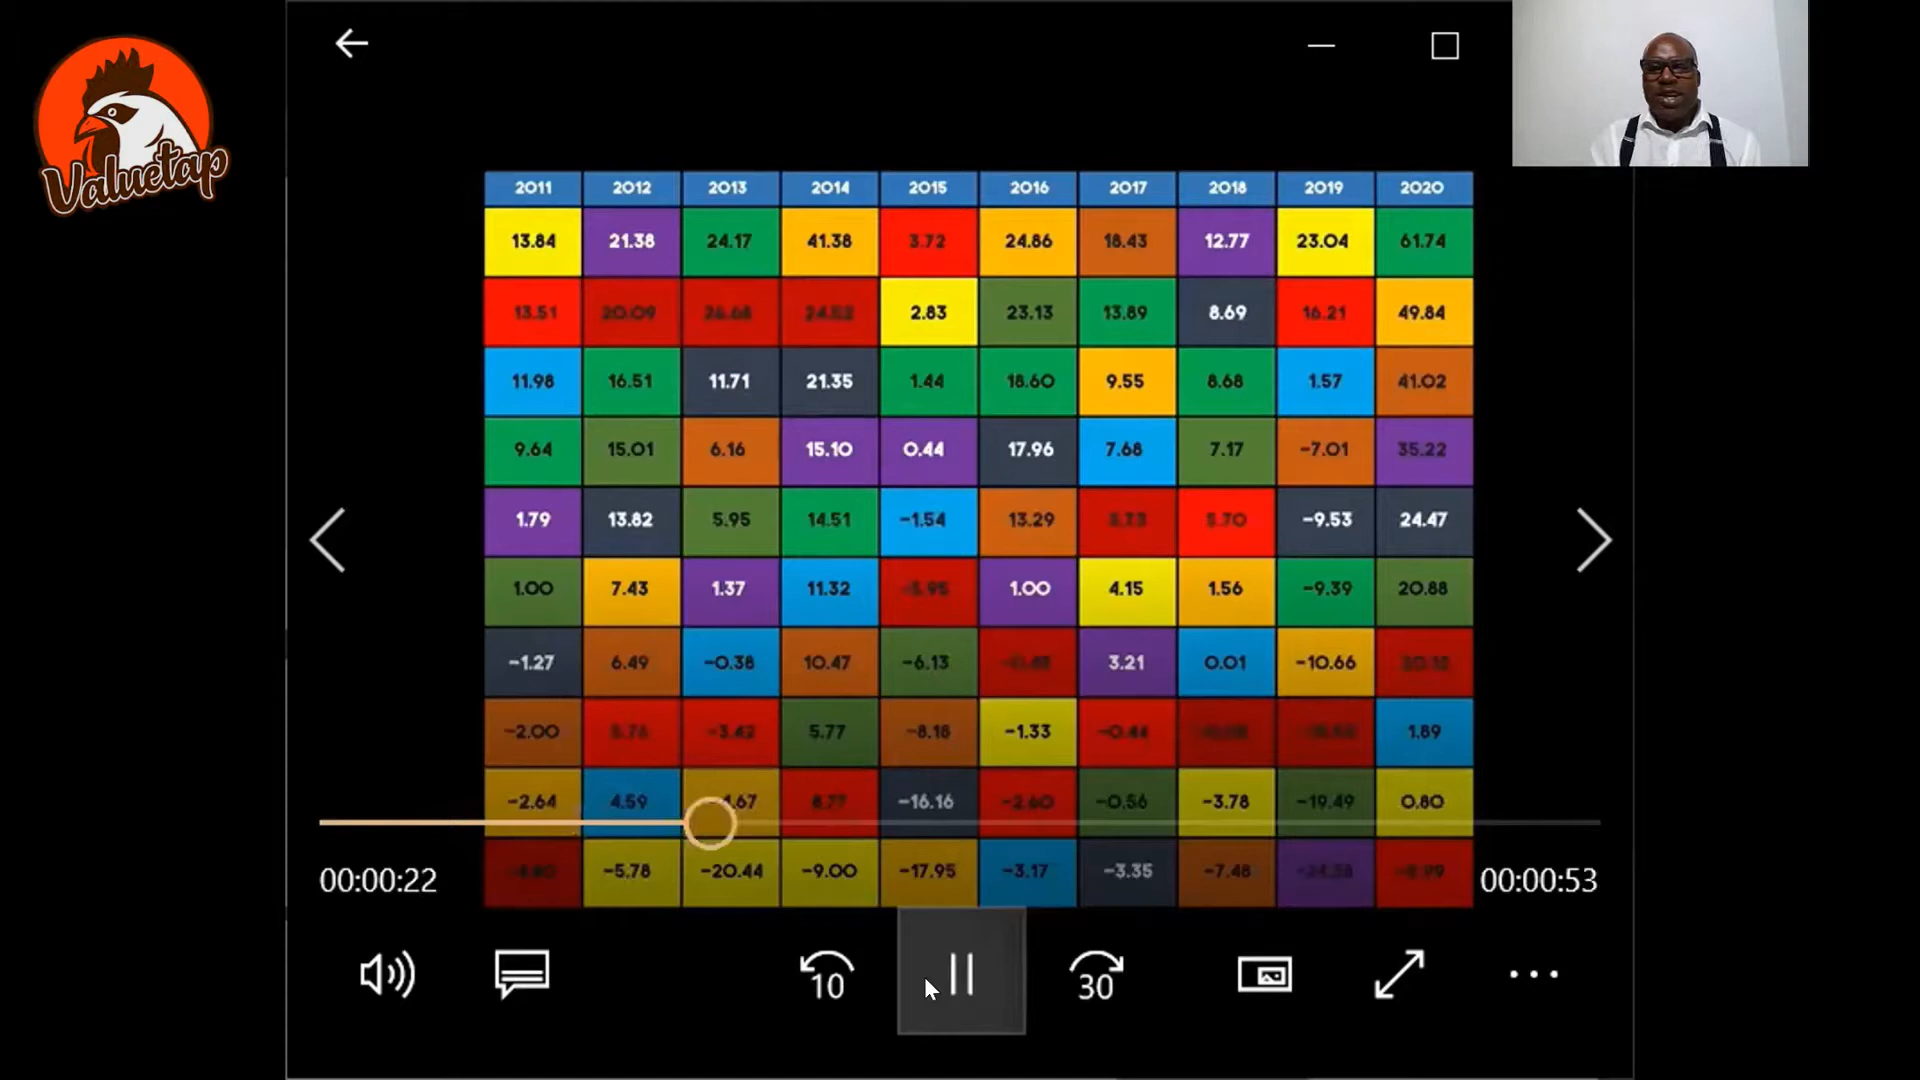 Valuetap
2011 2012 2013 2014 2015 2016 2017 2018 2019 2020
13.84 21.38 24.17 41.38 3.72 24.86 18.43 12.77 23.04 61.74
13.51 20.09 2.83 23.13 13.89 8.69 16.21 49.84
11.98 16.51 11.71 21.35 1.44 18.60 9.55 8.68 1.57 41.02
9.64 15.01 6.16 15.10 0.44 17.96 7.68 7.17 -7.01 35.22
1.79 13.82 5.95 14.51 -1.54 13.29 5.70 -9.53 24.47
1.00 7.43 1.37 11.32 1.00 4.15 1.56 -9.39 20.88
-1.27 6.49 -0.38 10.47 -6.13 3.21 0.01 -10.66
-2.00 -3.42 5.77 -8.18 -1.33 -0.44 1.89
-2.64 4.59 -16.16 -2.60 -0.56 -3.78 -19.49 0.80
-5.78 -20.44 -9.00 -17.95 -3.17 -3.35 -7.48
00:00:22 00:00:53
10 30